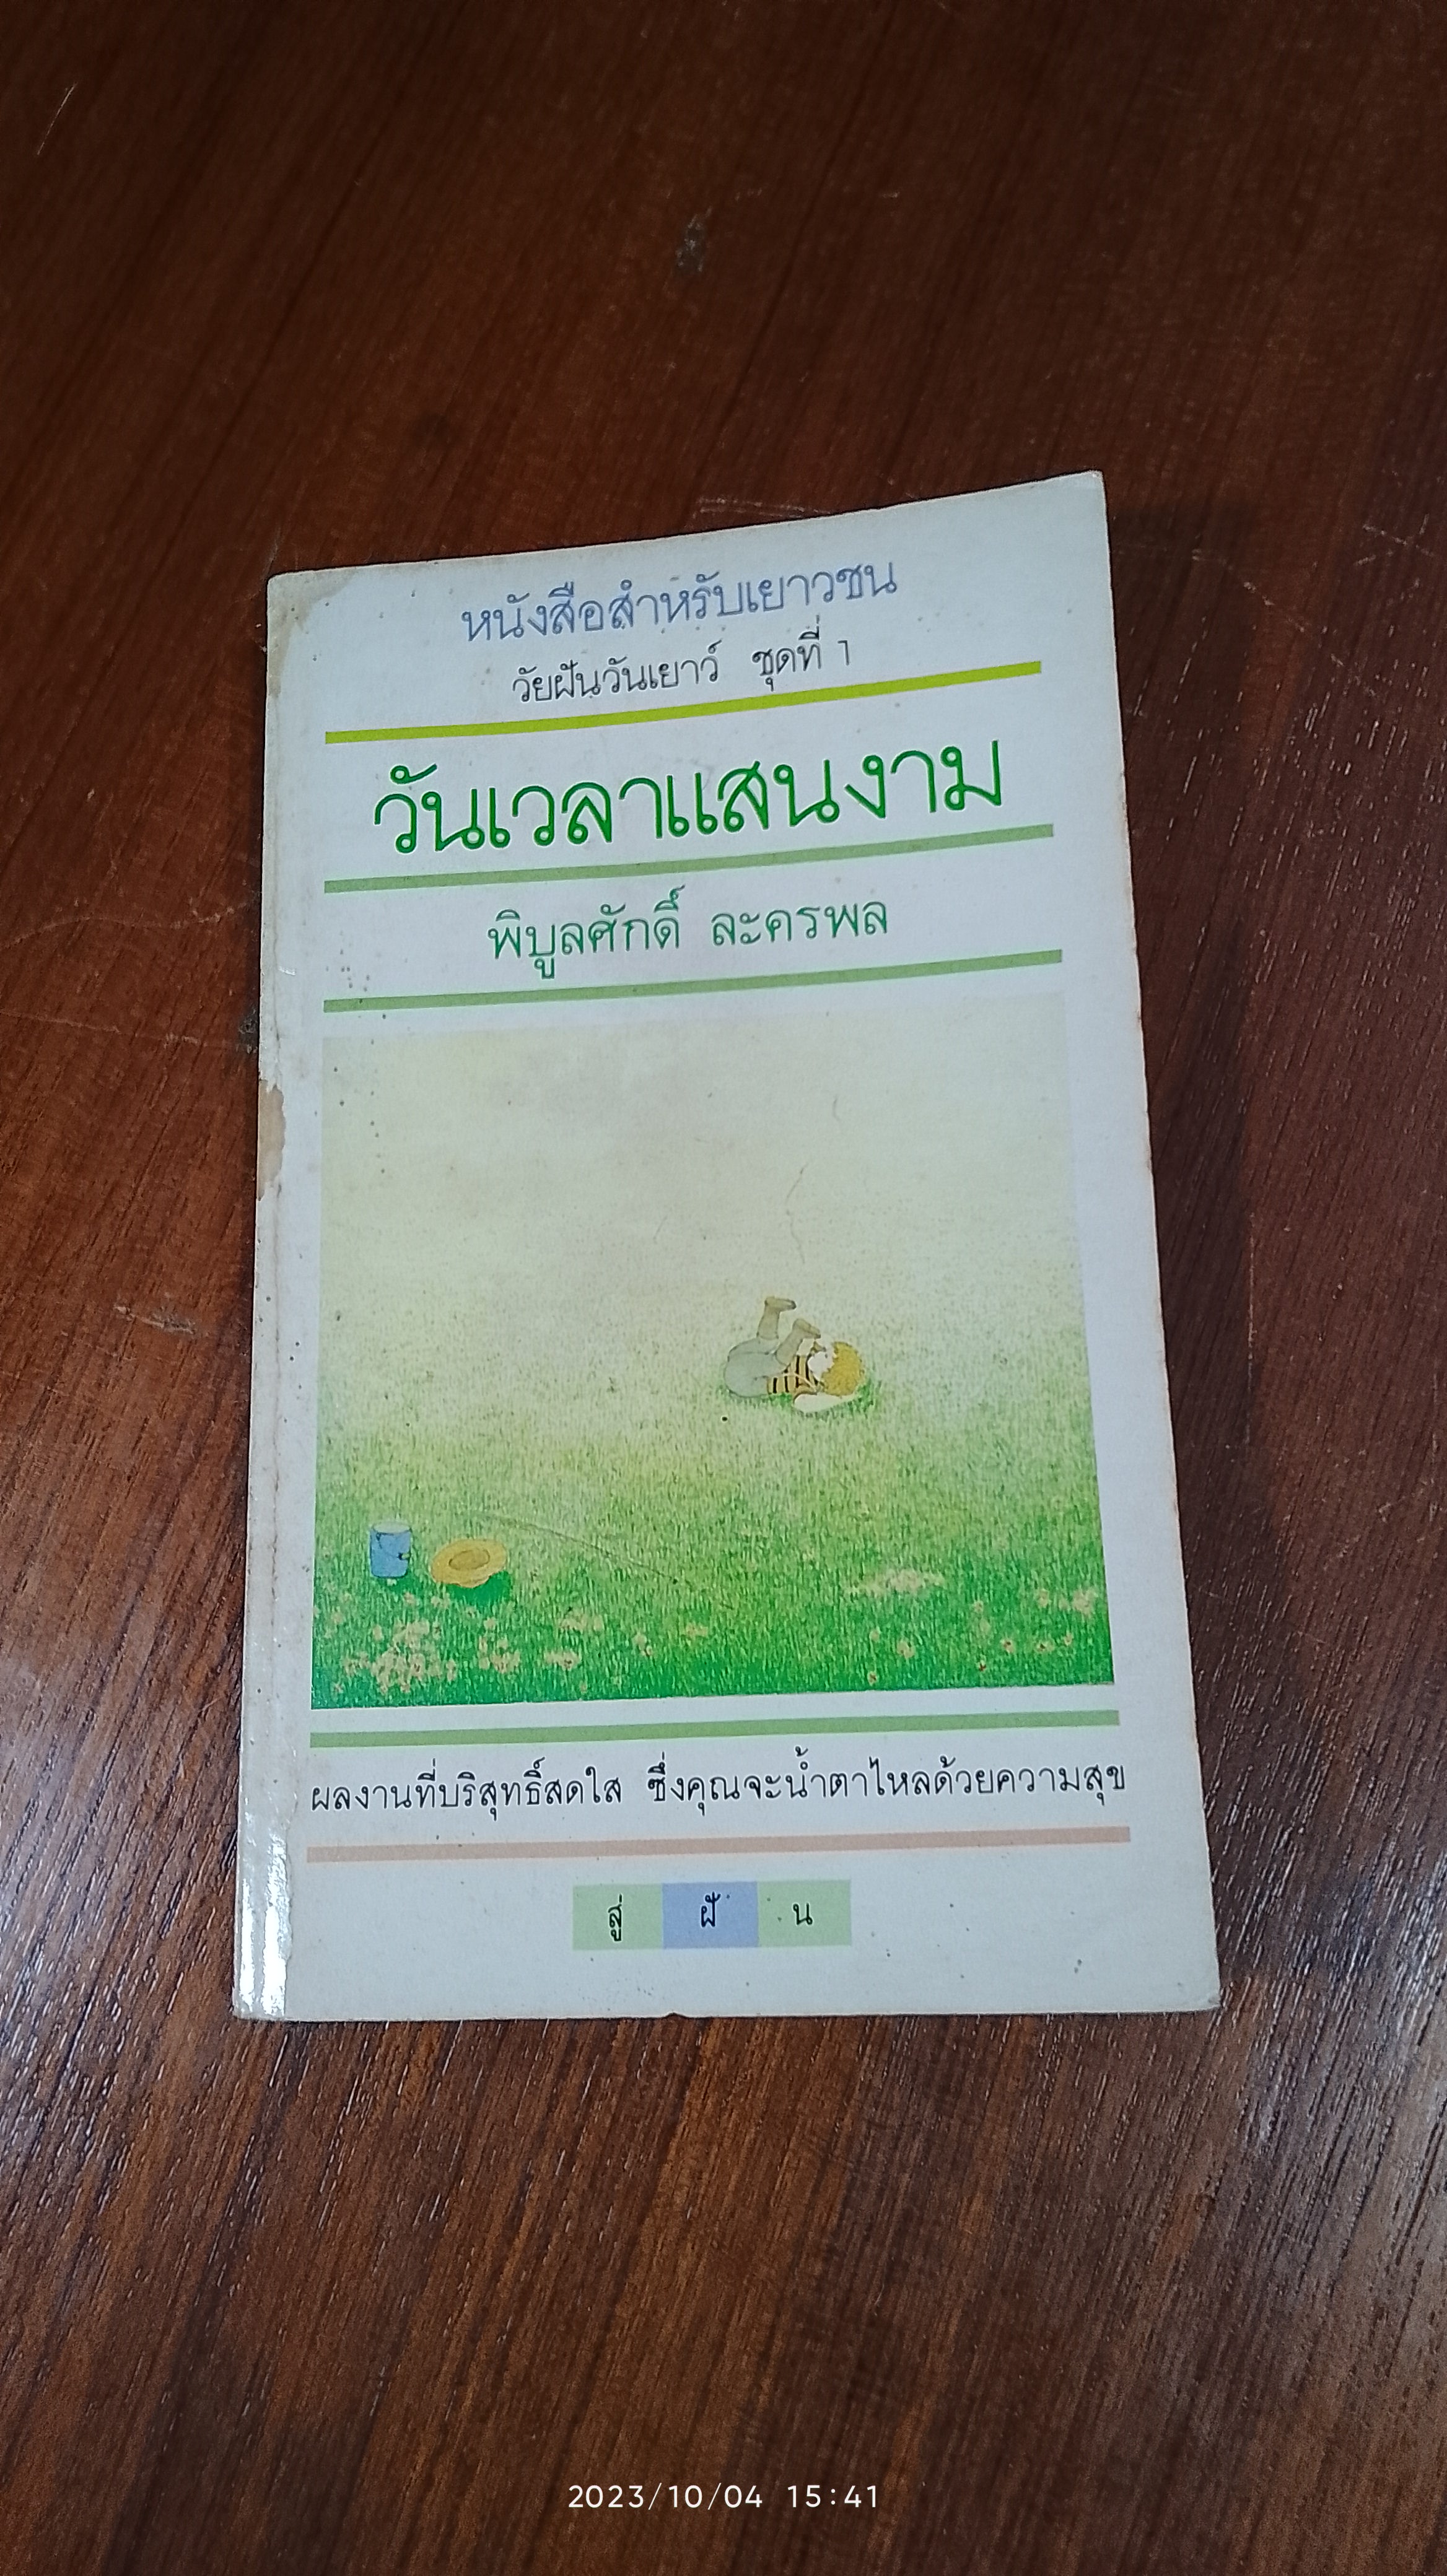 หนังสือสำหรับเยาวชน
วัยฝันวันเยาว์ ชุดที่ 1
วันเวลาแสนงาม
พิบูลศักดิ์ ละครพล
ผลงานที่บริสุทธิ์สดใส ซึ่งคุณจะน้ำตาไหลด้วยความสุข
สู่ ฝั น
2023/10/04 15:41